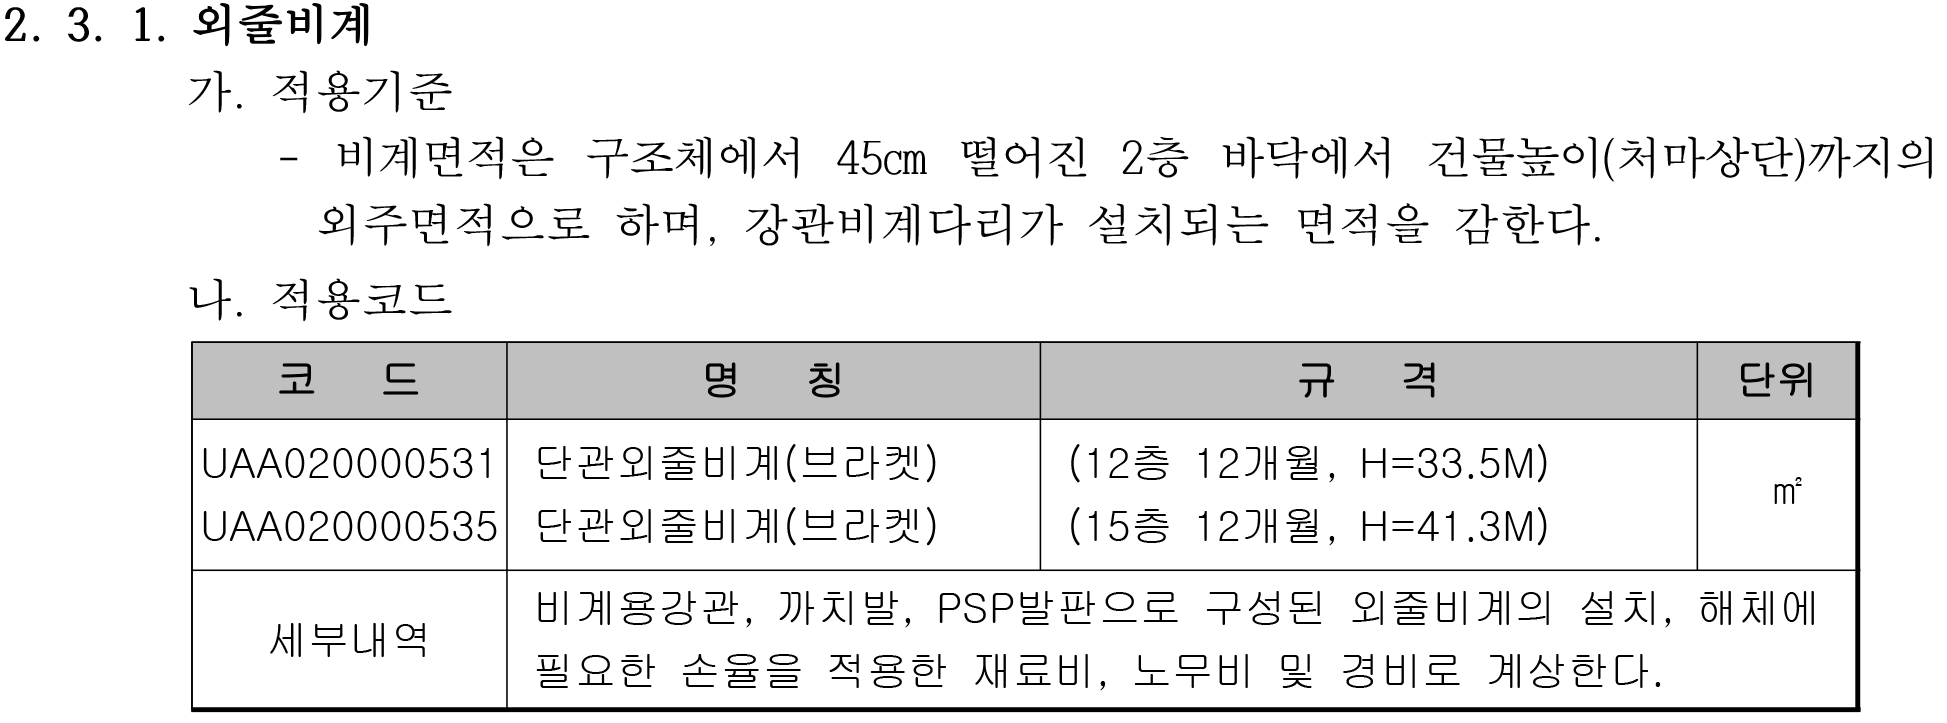 2. 3. 1. 외줄비계
가. 적용기준
- 비계면적은 구조체에서 45cm 떨어진 2층 바닥에서 건물높이(처마상단)까지의
외주면적으로 하며, 강관비계다리가 설치되는 면적을 감한다.
나. 적용코드
코 드 명 칭 규 격 단위
UAA020000531 단관외줄비계(브라켓) (12층 12개월, H=33.5M)
㎡
UAA020000535 단관외줄비계(브라켓) (15층 12개월, H=41.3M)
세부내역
비계용강관, 까치발, PSP발판으로 구성된 외줄비계의 설치, 해체에
필요한 손율을 적용한 재료비, 노무비 및 경비로 계상한다.